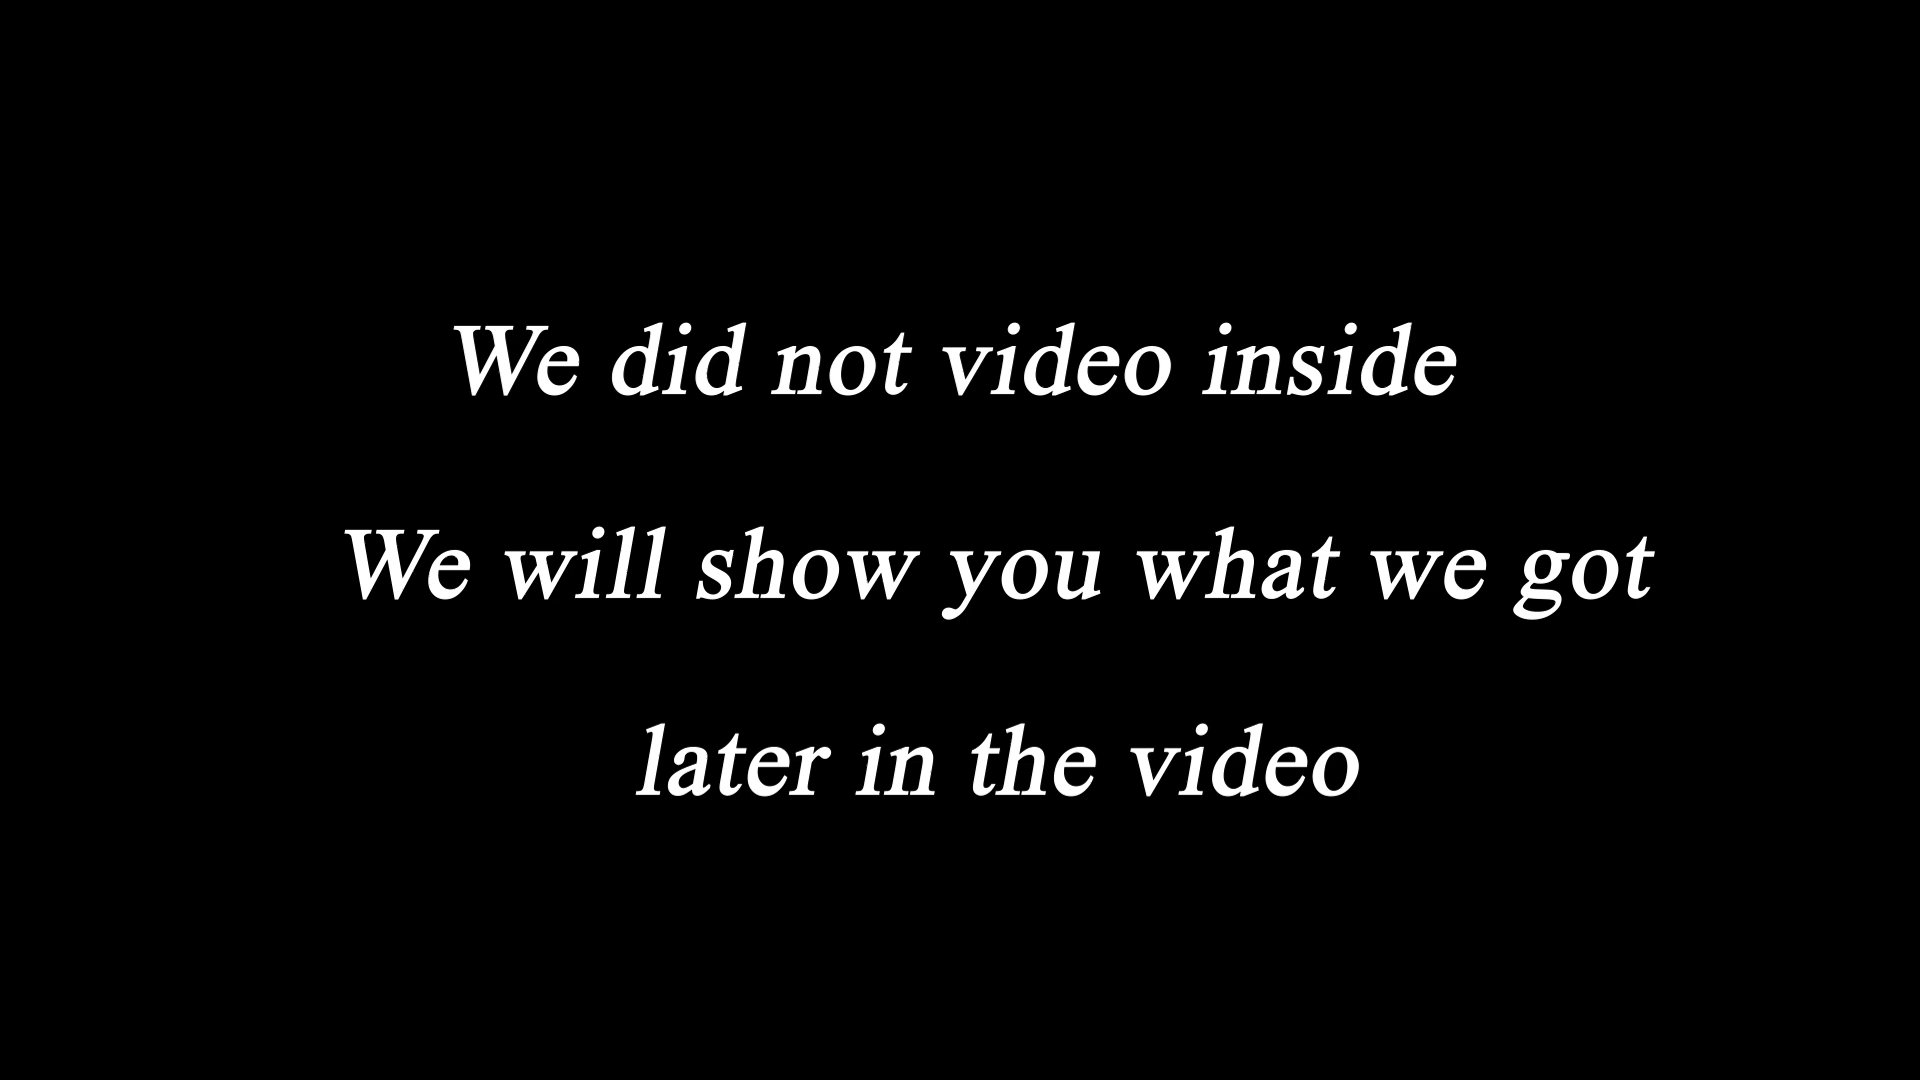 We did not video inside
We will show you what we got
later in the video